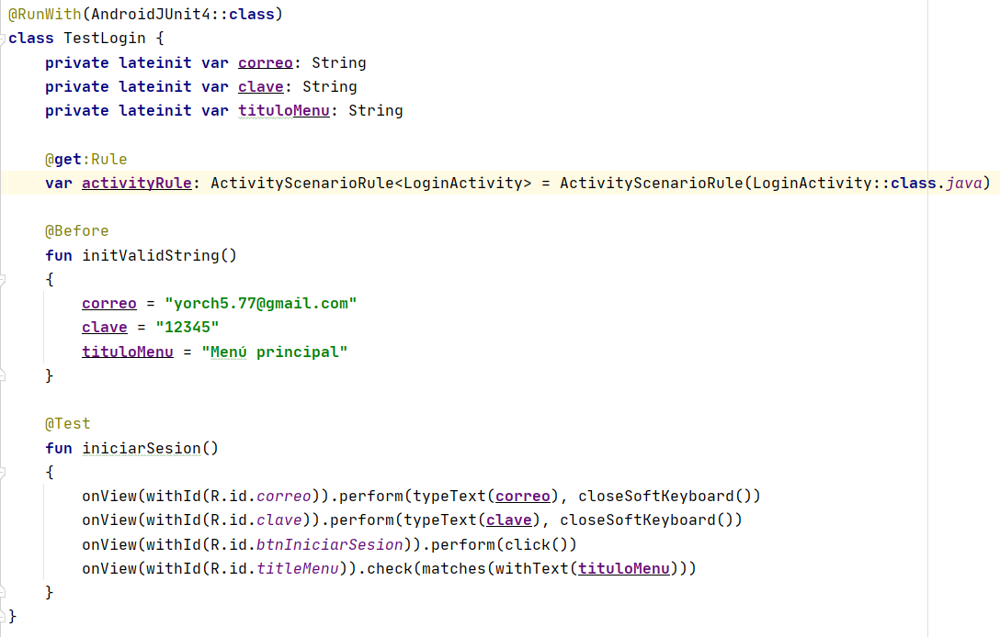 @RunWith(AndroidJUnit4::class)
class TestLogin {
    private lateinit var correo: String
    private lateinit var clave: String
    private lateinit var tituloMenu: String

    @get:Rule
    var activityRule: ActivityScenarioRule<LoginActivity> = ActivityScenarioRule(LoginActivity::class.java)

    @Before
    fun initValidString()
    {
        correo = "yorch5.77@gmail.com"
        clave = "12345"
        tituloMenu = "Menú principal"
    }

    @Test
    fun iniciarSesion()
    {
        onView(withId(R.id.correo)).perform(typeText(correo), closeSoftKeyboard())
        onView(withId(R.id.clave)).perform(typeText(clave), closeSoftKeyboard())
        onView(withId(R.id.btnIniciarSesion)).perform(click())
        onView(withId(R.id.titleMenu)).check(matches(withText(tituloMenu)))
    }
}